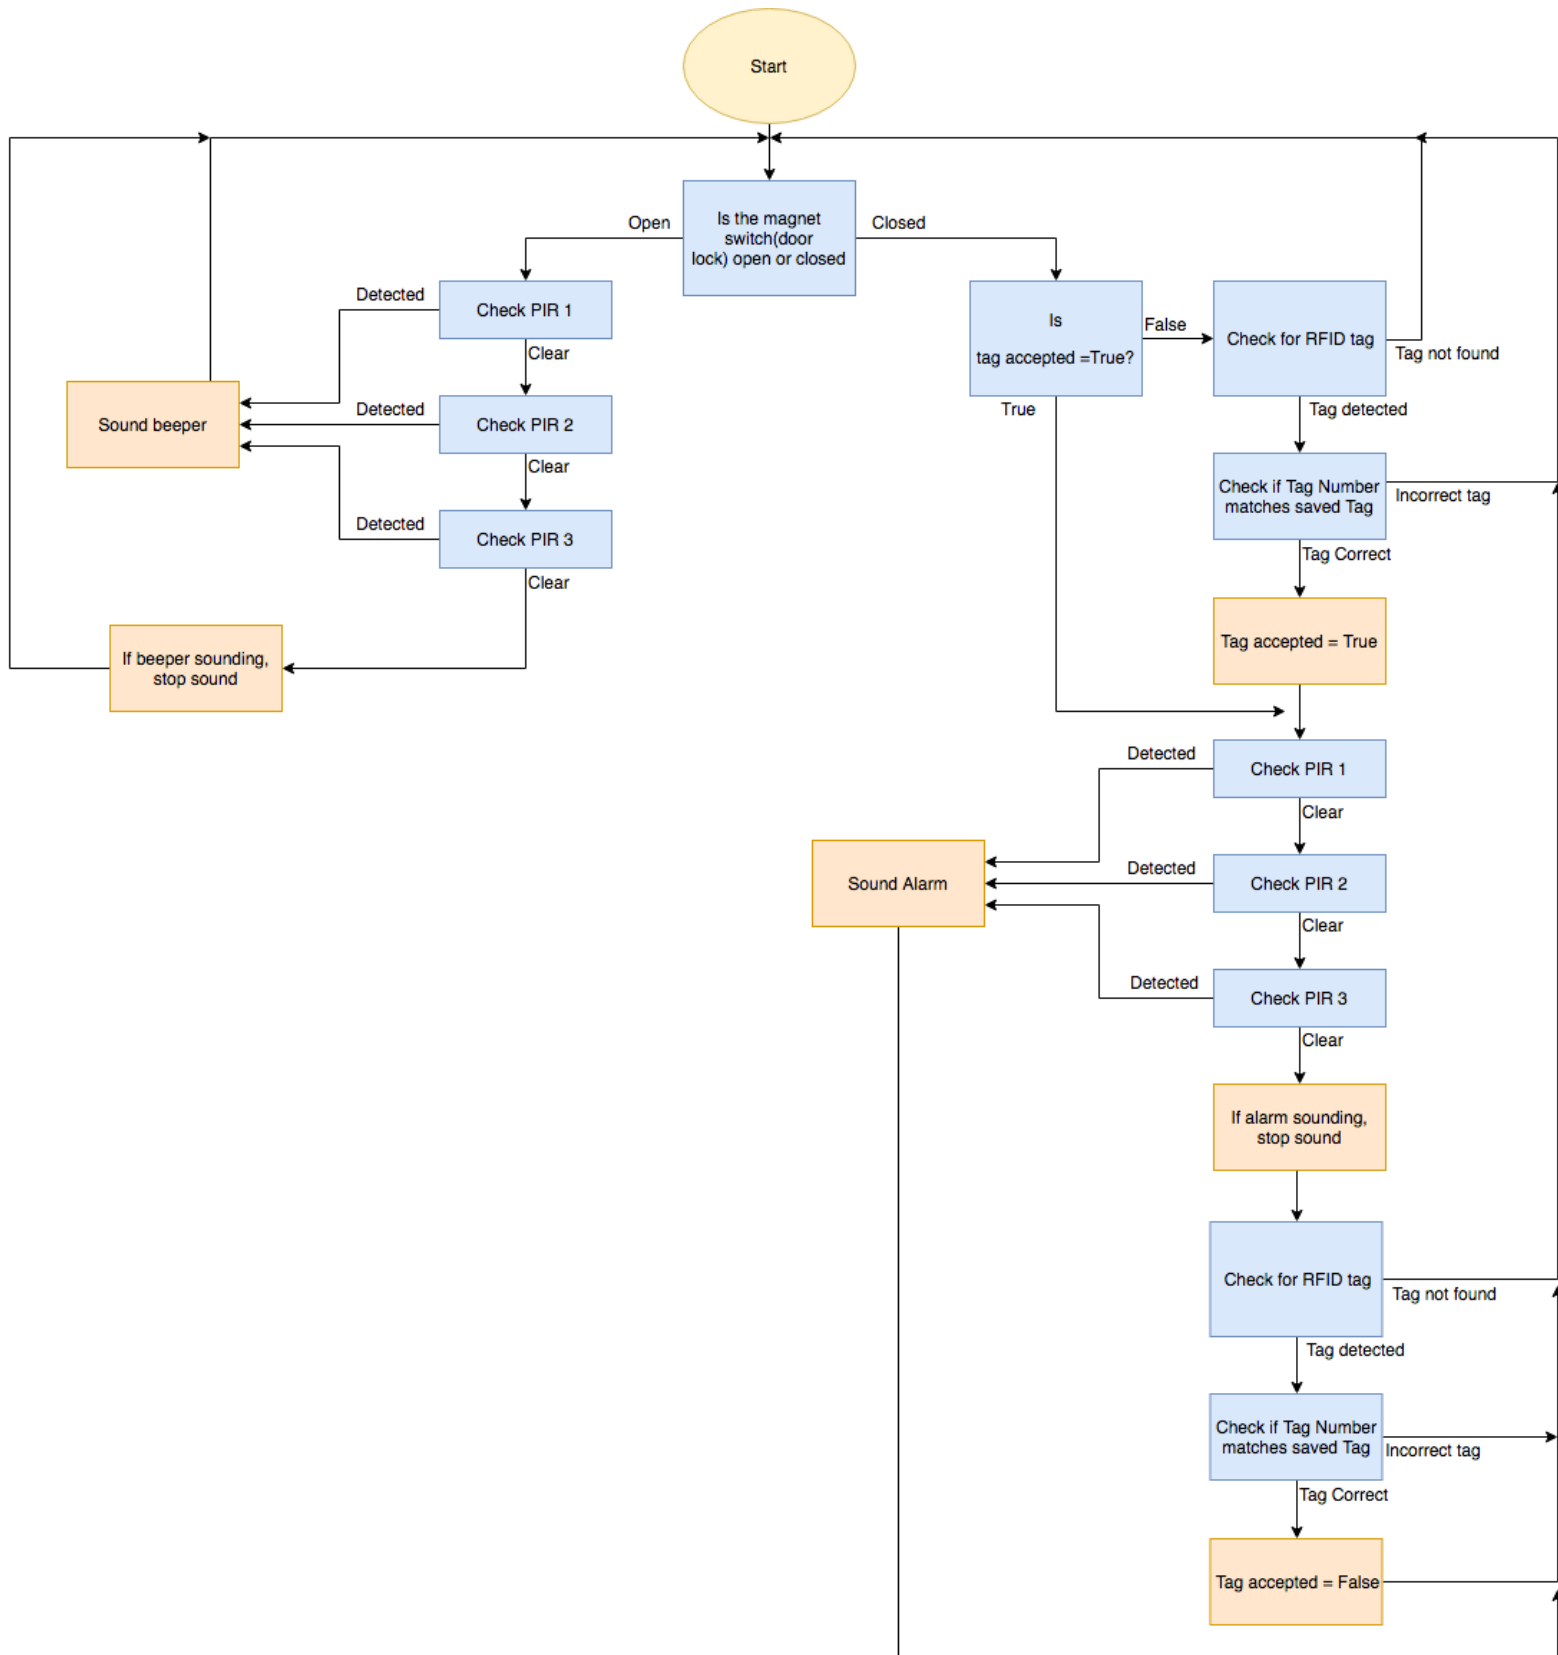 Start
Open
Is the magnet
switch(door
lock) open or closed
Closed
Detected
Check PIR 1
Clear
Is
tag accepted =True?
False
Check for RFID tag
Tag not found
True
Tag detected
Sound beeper
Detected
Check PIR 2
Clear
Check if Tag Number
matches saved Tag
Incorrect tag
Detected
Check PIR 3
Clear
Tag Correct
If beeper sounding,
stop sound
Tag accepted = True
Detected
Check PIR 1
Clear
Sound Alarm
Detected
Check PIR 2
Clear
Detected
Check PIR 3
Clear
If alarm sounding,
stop sound
Check for RFID tag
Tag not found
Tag detected
Check if Tag Number
matches saved Tag
Incorrect tag
Tag Correct
Tag accepted = False